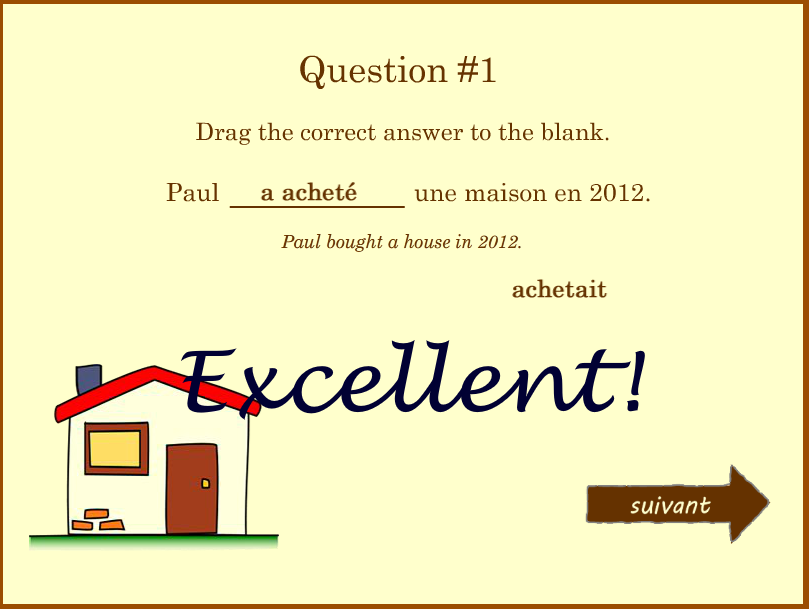 Question #1
Drag the correct answer to the blank.
Paul a acheté une maison en 2012.
Paul bought a house in 2012.
achetait
Excellent!
suivant